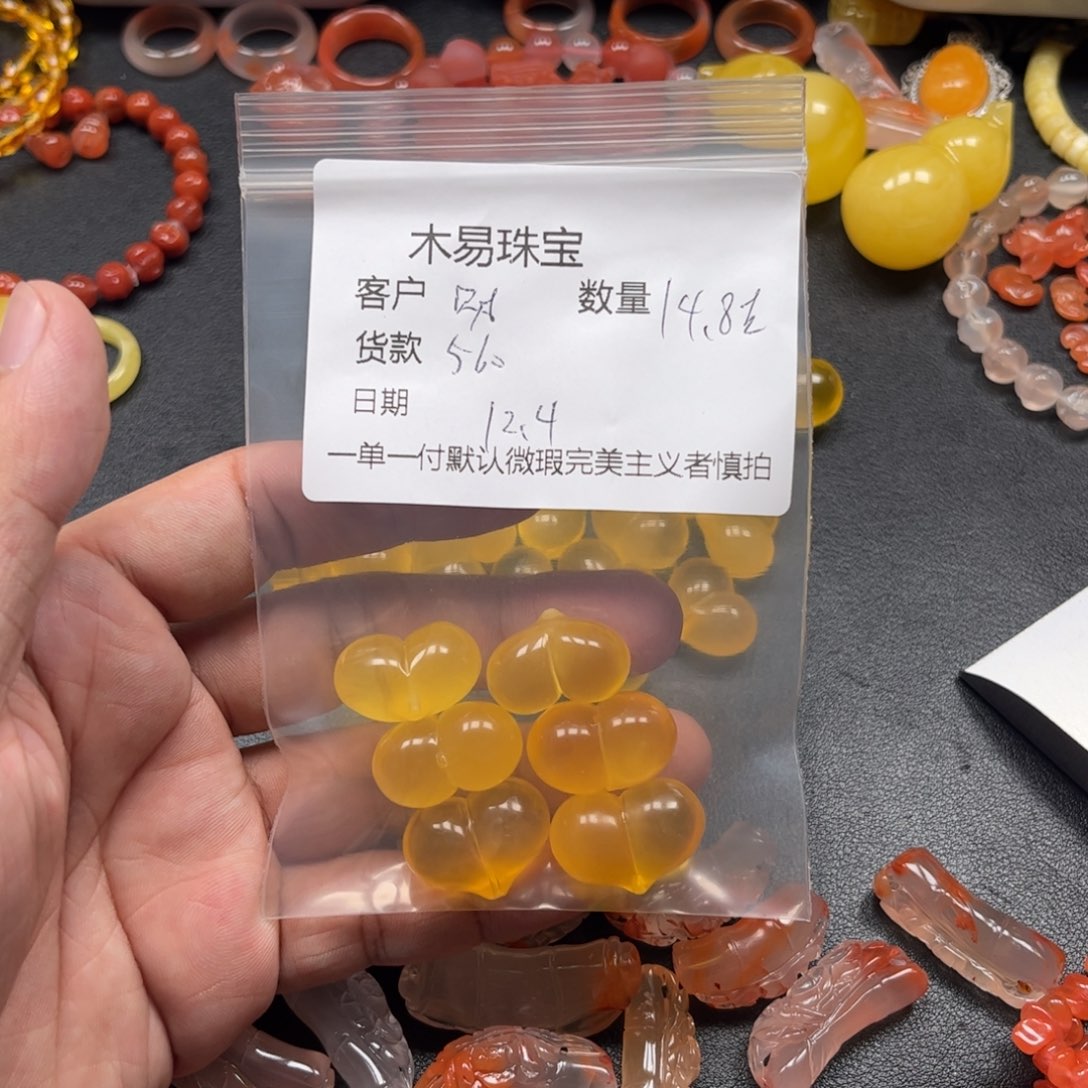 木易珠宝
客户 数量 14.8
货款 560
日期 12.4
一单一付默认微瑕完美主义者慎拍